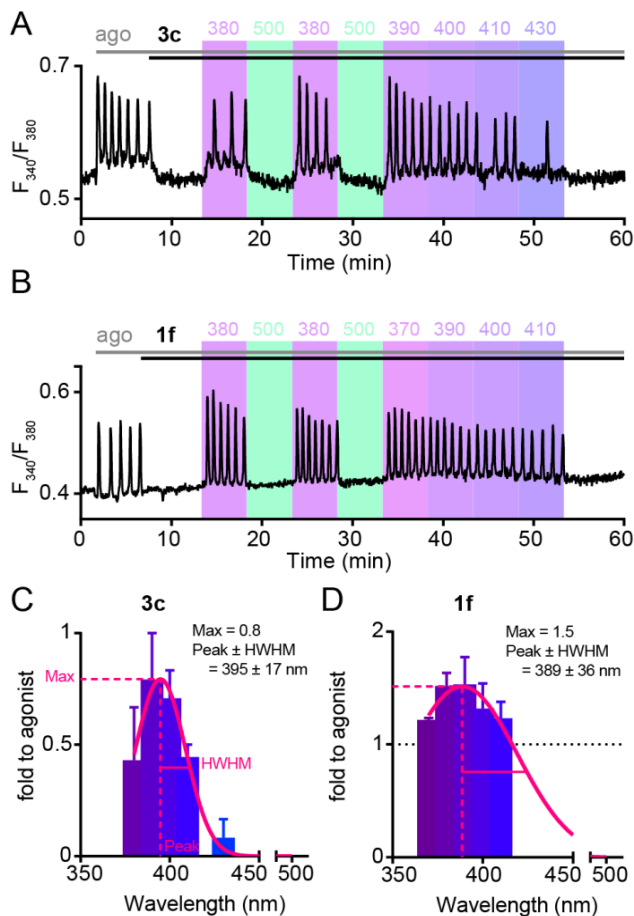 A
ago 3c 380 500 380 500 390 400 410 430
0.7
0.5
F340/F380
0 10 20 30 40 50 60
Time (min)
B
ago 1f 380 500 380 500 370 390 400 410
0.6
0.4
F340/F380
0 10 20 30 40 50 60
Time (min)
C 3c
Max = 0.8
Peak ± HWHM
= 395 ± 17 nm
1
Max
0.5
HWHM
Peak
0
fold to agonist
350 400 450 500
Wavelength (nm)
D 1f
Max = 1.5
Peak ± HWHM
= 389 ± 36 nm
2
1
0
fold to agonist
350 400 450 500
Wavelength (nm)